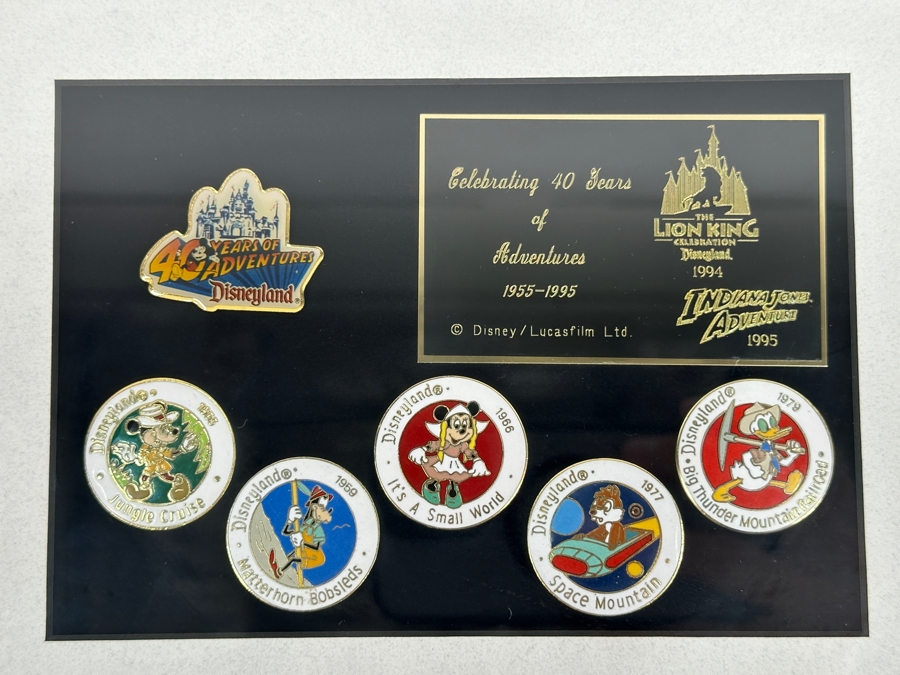 40 YEARS OF
ADVENTURES
Disneyland®
Celebrating 40 Years
of
Adventures
1955-1995
© Disney/Lucasfilm Ltd.
THE
LION KING
CELEBRATION
Disneyland.
1994
INDIANA JONES
ADVENTURE
1995
Disneyland®
Jungle Cruise
Disneyland® 1959
Matterhorn Bobsleds
Disneyland® 1966
It's A Small World
Disneyland® 1977
Space Mountain
Disneyland® 1979
Big Thunder Mountain Railroad